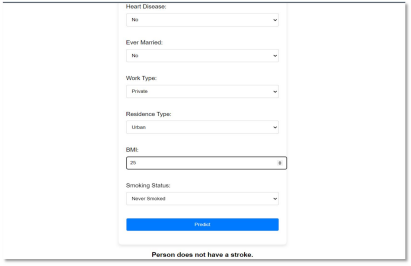 Heart Disease:
No
Ever Married:
No
Work Type:
Private
Residence Type:
Urban
BMI:
25
Smoking Status:
Never Smoked
Predict
Person does not have a stroke.